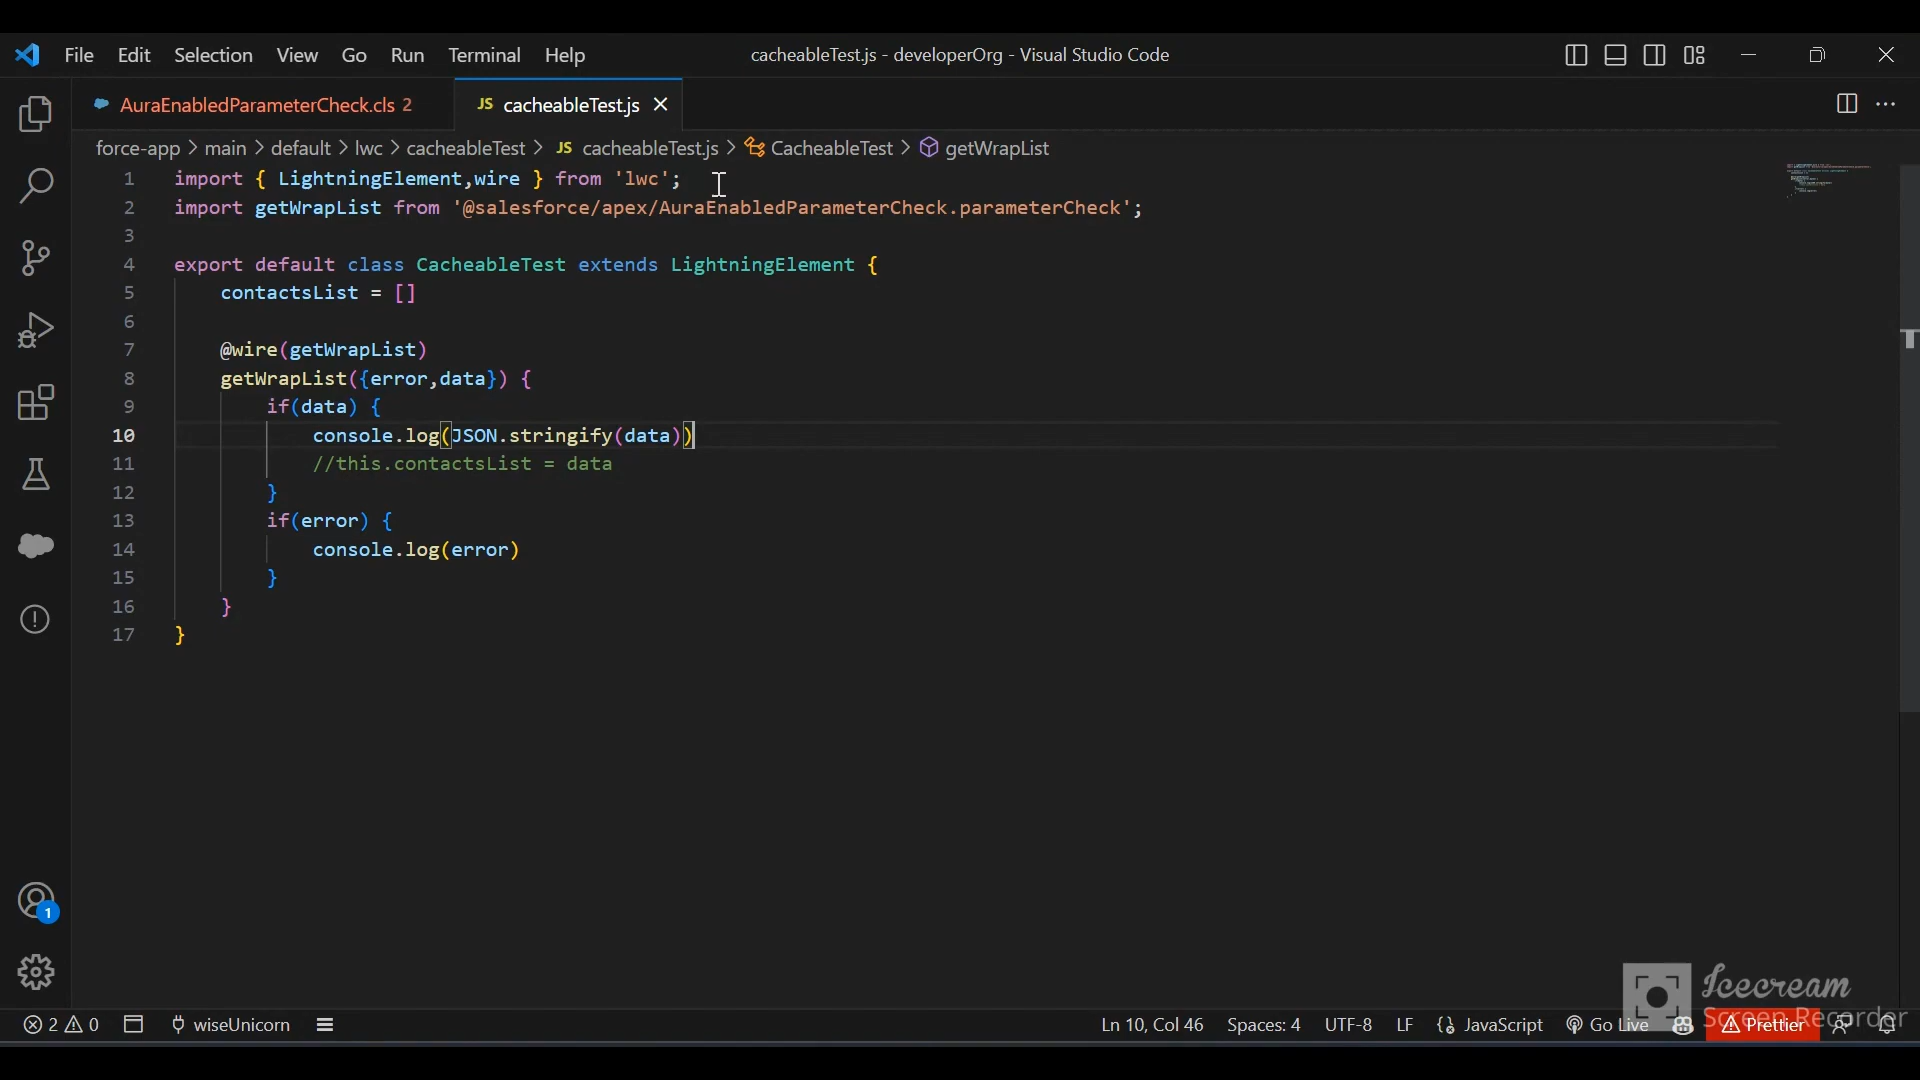 File Edit Selection View Go Run Terminal Help cacheableTest.js - developerOrg - Visual Studio Code
AuraEnabledParameterCheck.cls 2 JS cacheableTest.js
force-app > main > default > lwc > cacheableTest > JS cacheableTest.js > CacheableTest > getWrapList
1 import { LightningElement,wire } from 'lwc';
2 import getWrapList from '@salesforce/apex/AuraEnabledParameterCheck.parameterCheck';
3
4 export default class CacheableTest extends LightningElement {
5 contactsList = []
6
7 @wire(getWrapList)
8 getWrapList({error,data}) {
9 if(data) {
10 console.log(JSON.stringify(data))
11 //this.contactsList = data
12 }
13 if(error) {
14 console.log(error)
15 }
16 }
17 }
1
Icecream
Screen Recorder
2 0 wiseUnicorn Ln 10, Col 46 Spaces: 4 UTF-8 LF {} JavaScript Go Live Prettier